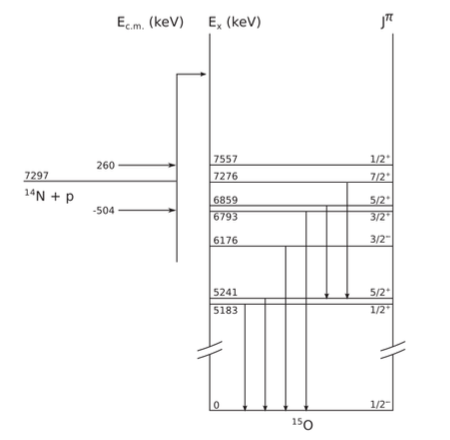 E_c.m. (keV) E_x (keV) J^π
7557 1/2⁺
260
7297 7276 7/2⁺
¹⁴N + p
6859 5/2⁺
-504
6793 3/2⁺
6176 3/2⁻
5241 5/2⁺
5183 1/2⁺
0 1/2⁻
¹⁵O